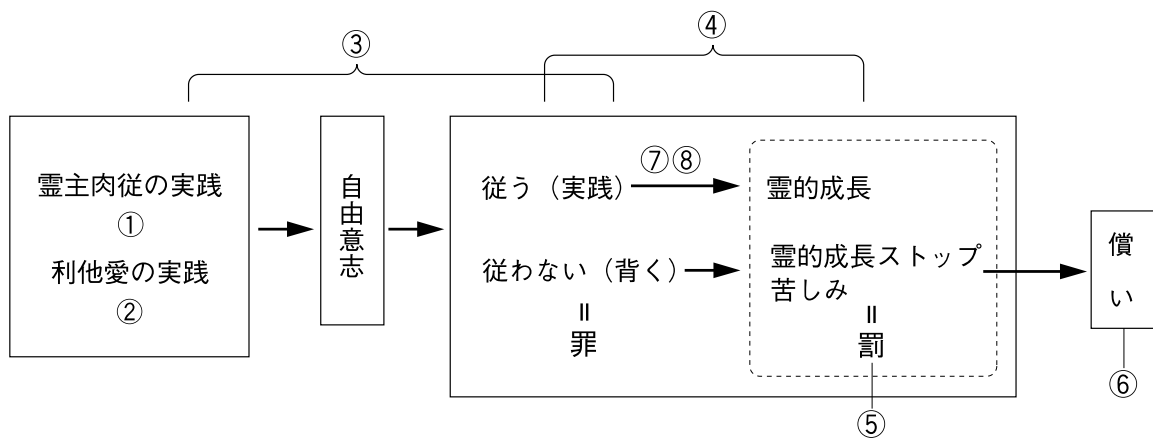 ③
④
霊主肉従の実践
①
利他愛の実践
②
自由意志
従う（実践）
⑦⑧
霊的成長
従わない（背く）
=
罪
霊的成長ストップ
苦しみ
=
罰
⑤
償い
⑥